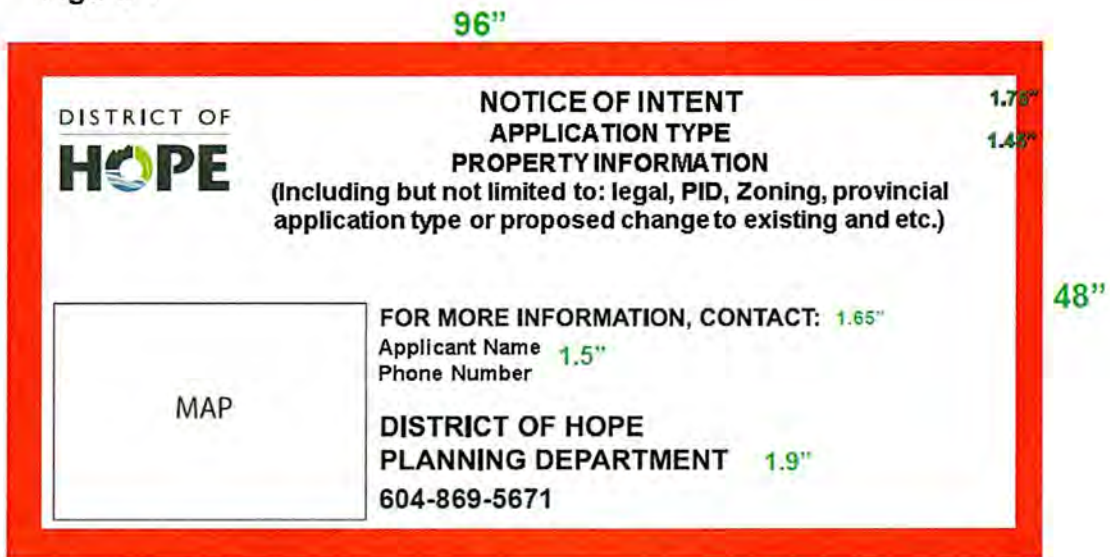 96”
DISTRICT OF
HOPE
NOTICE OF INTENT
APPLICATION TYPE
PROPERTY INFORMATION
(Including but not limited to: legal, PID, Zoning, provincial
application type or proposed change to existing and etc.)
48”
MAP
FOR MORE INFORMATION, CONTACT: 1.65”
Applicant Name 1.5”
Phone Number
DISTRICT OF HOPE
PLANNING DEPARTMENT 1.9”
604-869-5671